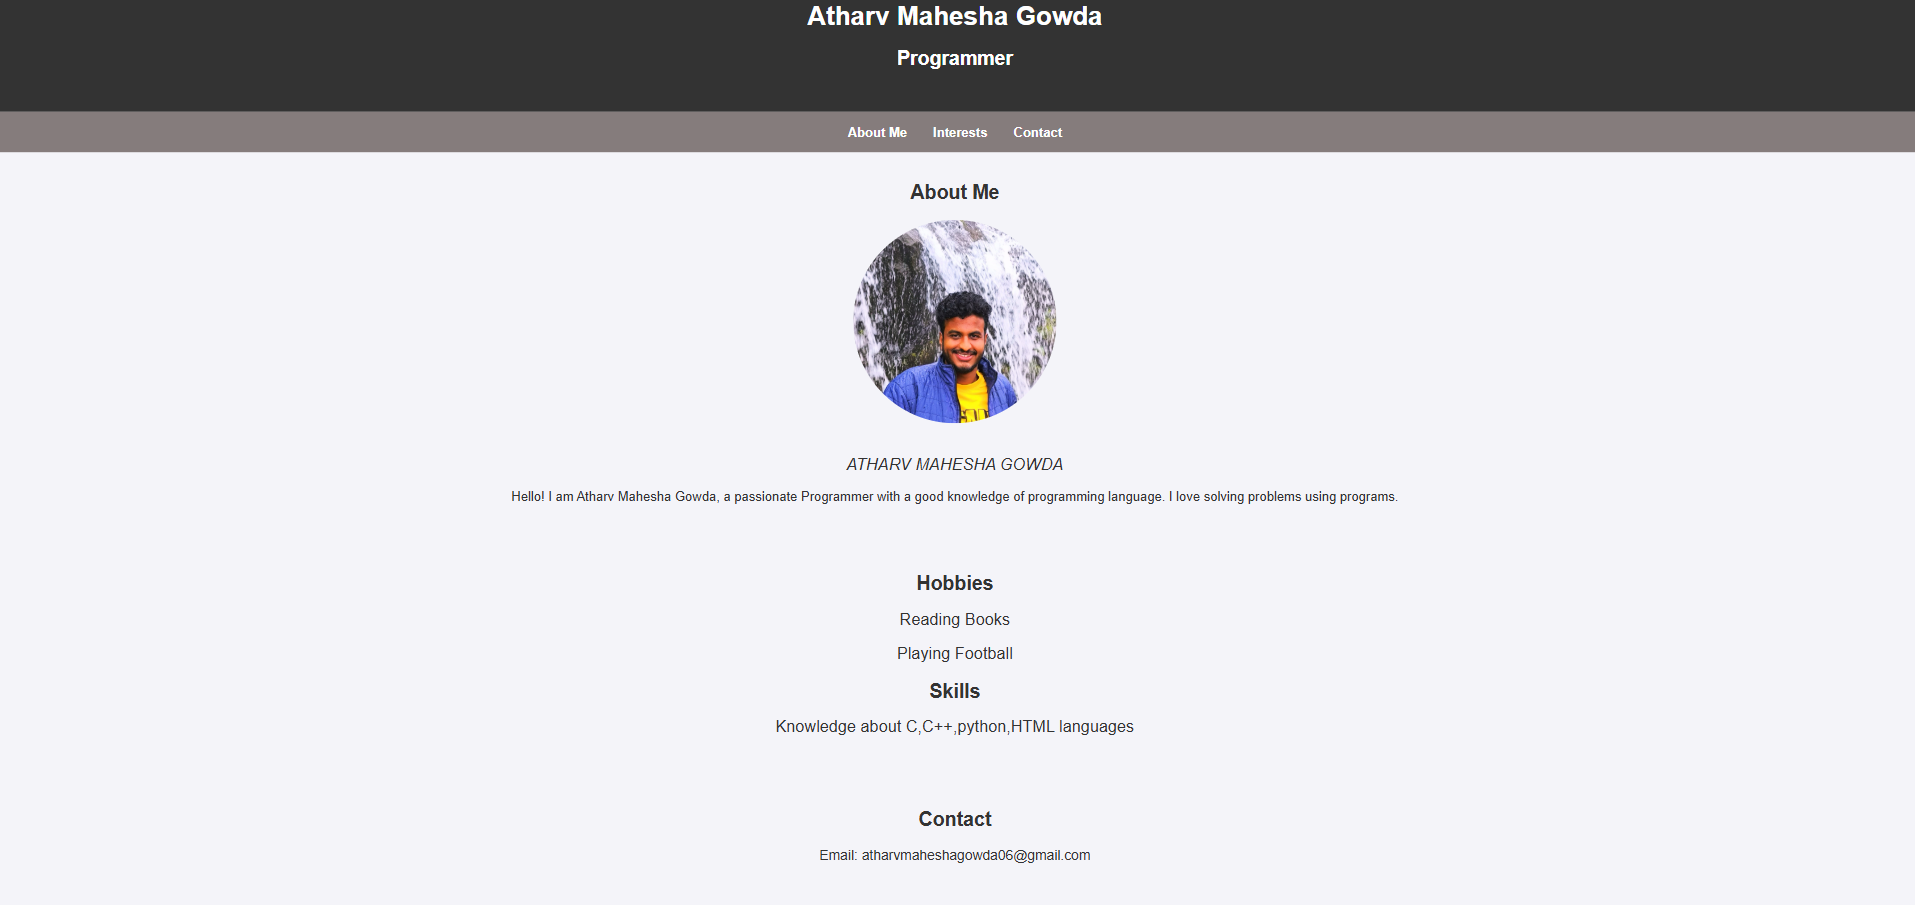 Atharv Mahesha Gowda
Programmer
About Me Interests Contact
About Me
ATHARV MAHESHA GOWDA
Hello! I am Atharv Mahesha Gowda, a passionate Programmer with a good knowledge of programming language. I love solving problems using programs.
Hobbies
Reading Books
Playing Football
Skills
Knowledge about C,C++,python,HTML languages
Contact
Email: atharvmaheshagowda06@gmail.com